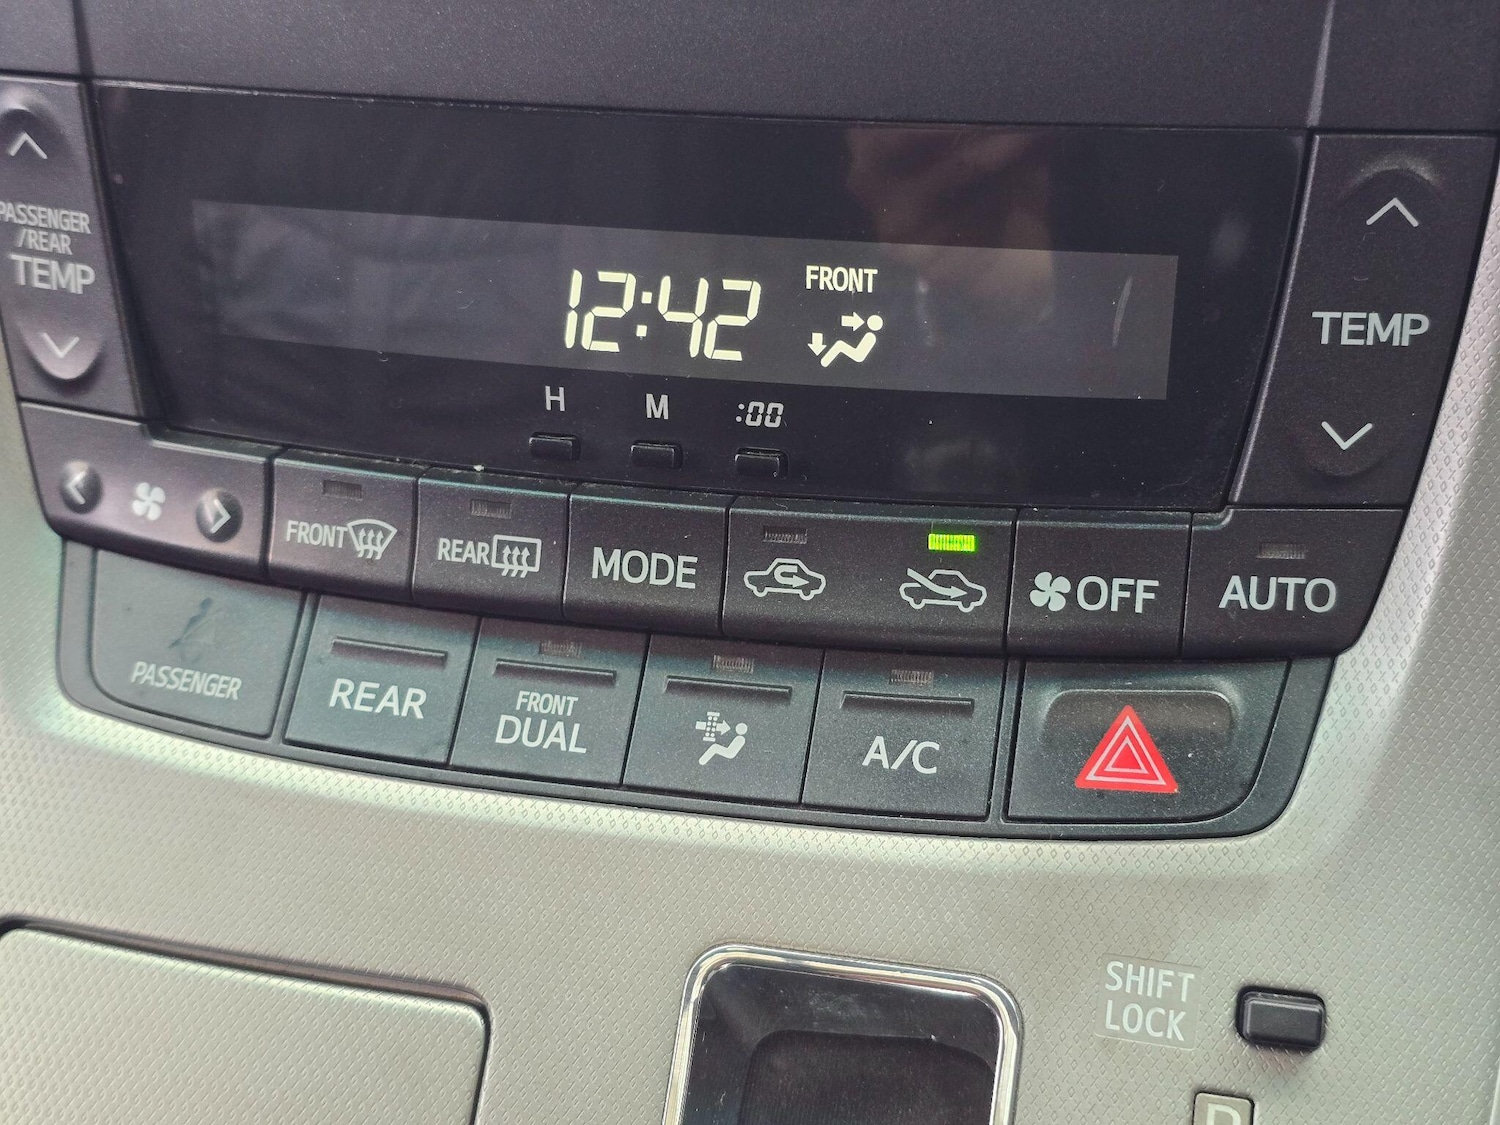 PASSENGER
/REAR
TEMP
12:42
FRONT
TEMP
H
M
:00
FRONT
REAR
MODE
OFF
AUTO
PASSENGER
REAR
FRONT
DUAL
A/C
SHIFT
LOCK